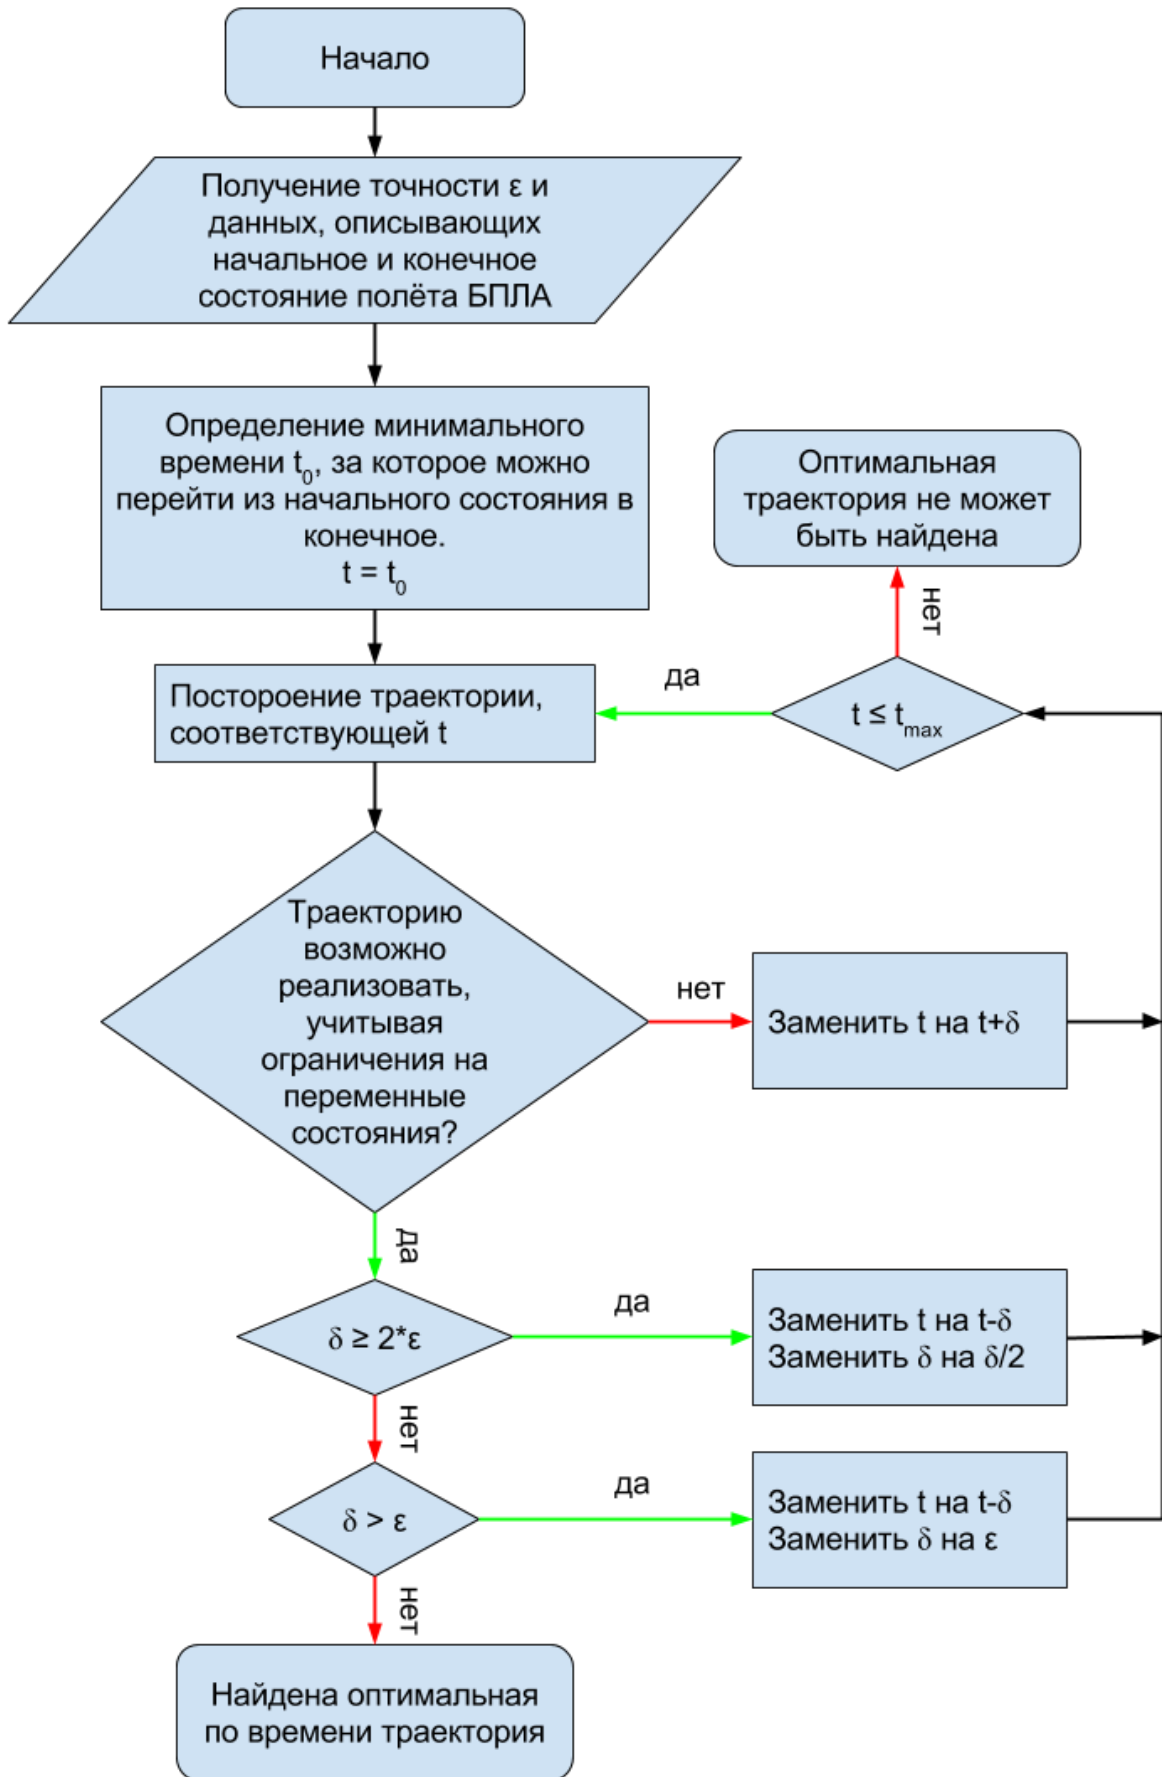 Начало
Получение точности ε и
данных, описывающих
начальное и конечное
состояние полёта БПЛА
Определение минимального
времени t₀, за которое можно
перейти из начального состояния в
конечное.
t = t₀
Оптимальная
траектория не может
быть найдена
нет
да
t ≤ tmax
Постороение траектории,
соответствующей t
Траекторию
возможно
реализовать,
учитывая
ограничения на
переменные
состояния?
нет
Заменить t на t+δ
да
δ ≥ 2*ε
да
Заменить t на t-δ
Заменить δ на δ/2
нет
δ > ε
да
Заменить t на t-δ
Заменить δ на ε
нет
Найдена оптимальная
по времени траектория